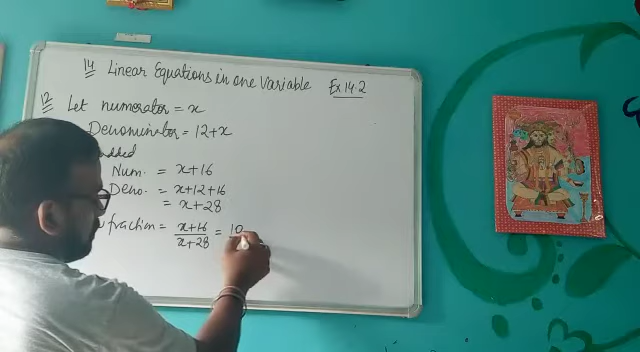 14 Linear Equations in one Variable Ex 14.2
12 Let numerator = x
Denominator = 12+x
added
Num. = x+16
Deno. = x+12+16
= x+28
fraction = x+16/x+28 = 10